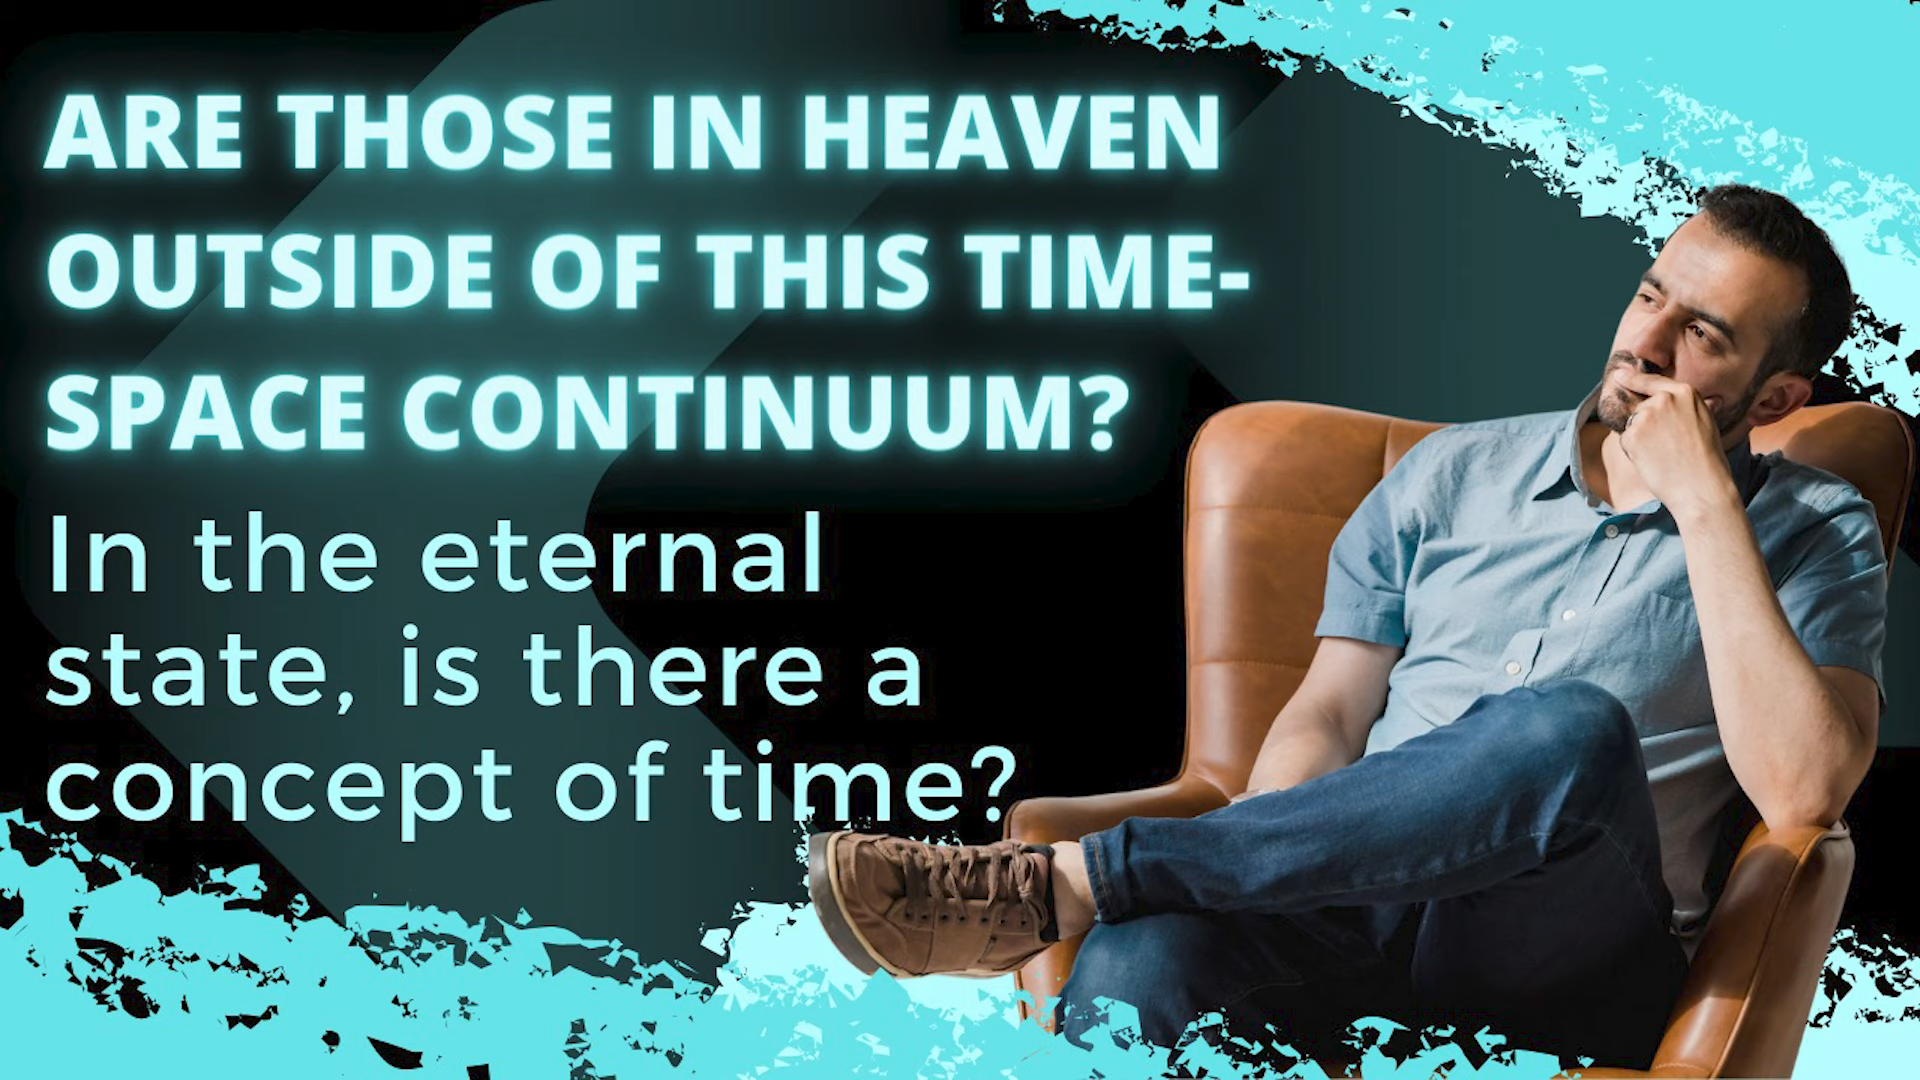 ARE THOSE IN HEAVEN
OUTSIDE OF THIS TIME-
SPACE CONTINUUM?
In the eternal
state, is there a
concept of time?